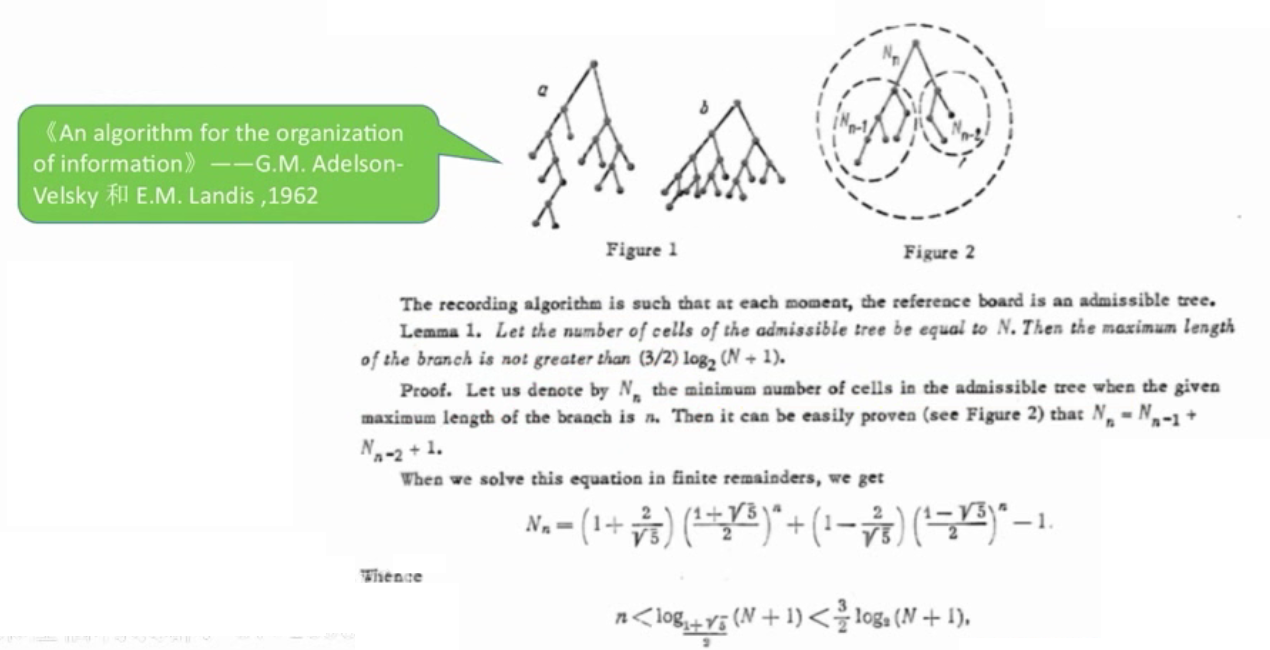 《An algorithm for the organization
of information》——G.M. Adelson-
Velsky 和 E.M. Landis ,1962
a
b
Figure 1
N_n
N_{n-1}
N_{n-2}
Figure 2
The recording algorithm is such that at each moment, the reference board is an admissible tree.
Lemma 1. Let the number of cells of the admissible tree be equal to N. Then the maximum length
of the branch is not greater than (3/2) log₂ (N + 1).
Proof. Let us denote by N_n the minimum number of cells in the admissible tree when the given
maximum length of the branch is n. Then it can be easily proven (see Figure 2) that N_n = N_{n-1} +
N_{n-2} + 1.
When we solve this equation in finite remainders, we get
N_n = (1 + 2/√5) ((1 + √5)/2)^n + (1 − 2/√5) ((1 − √5)/2)^n − 1.
Whence
n < log_{(1+√5)/2} (N + 1) < 3/2 log₂ (N + 1),